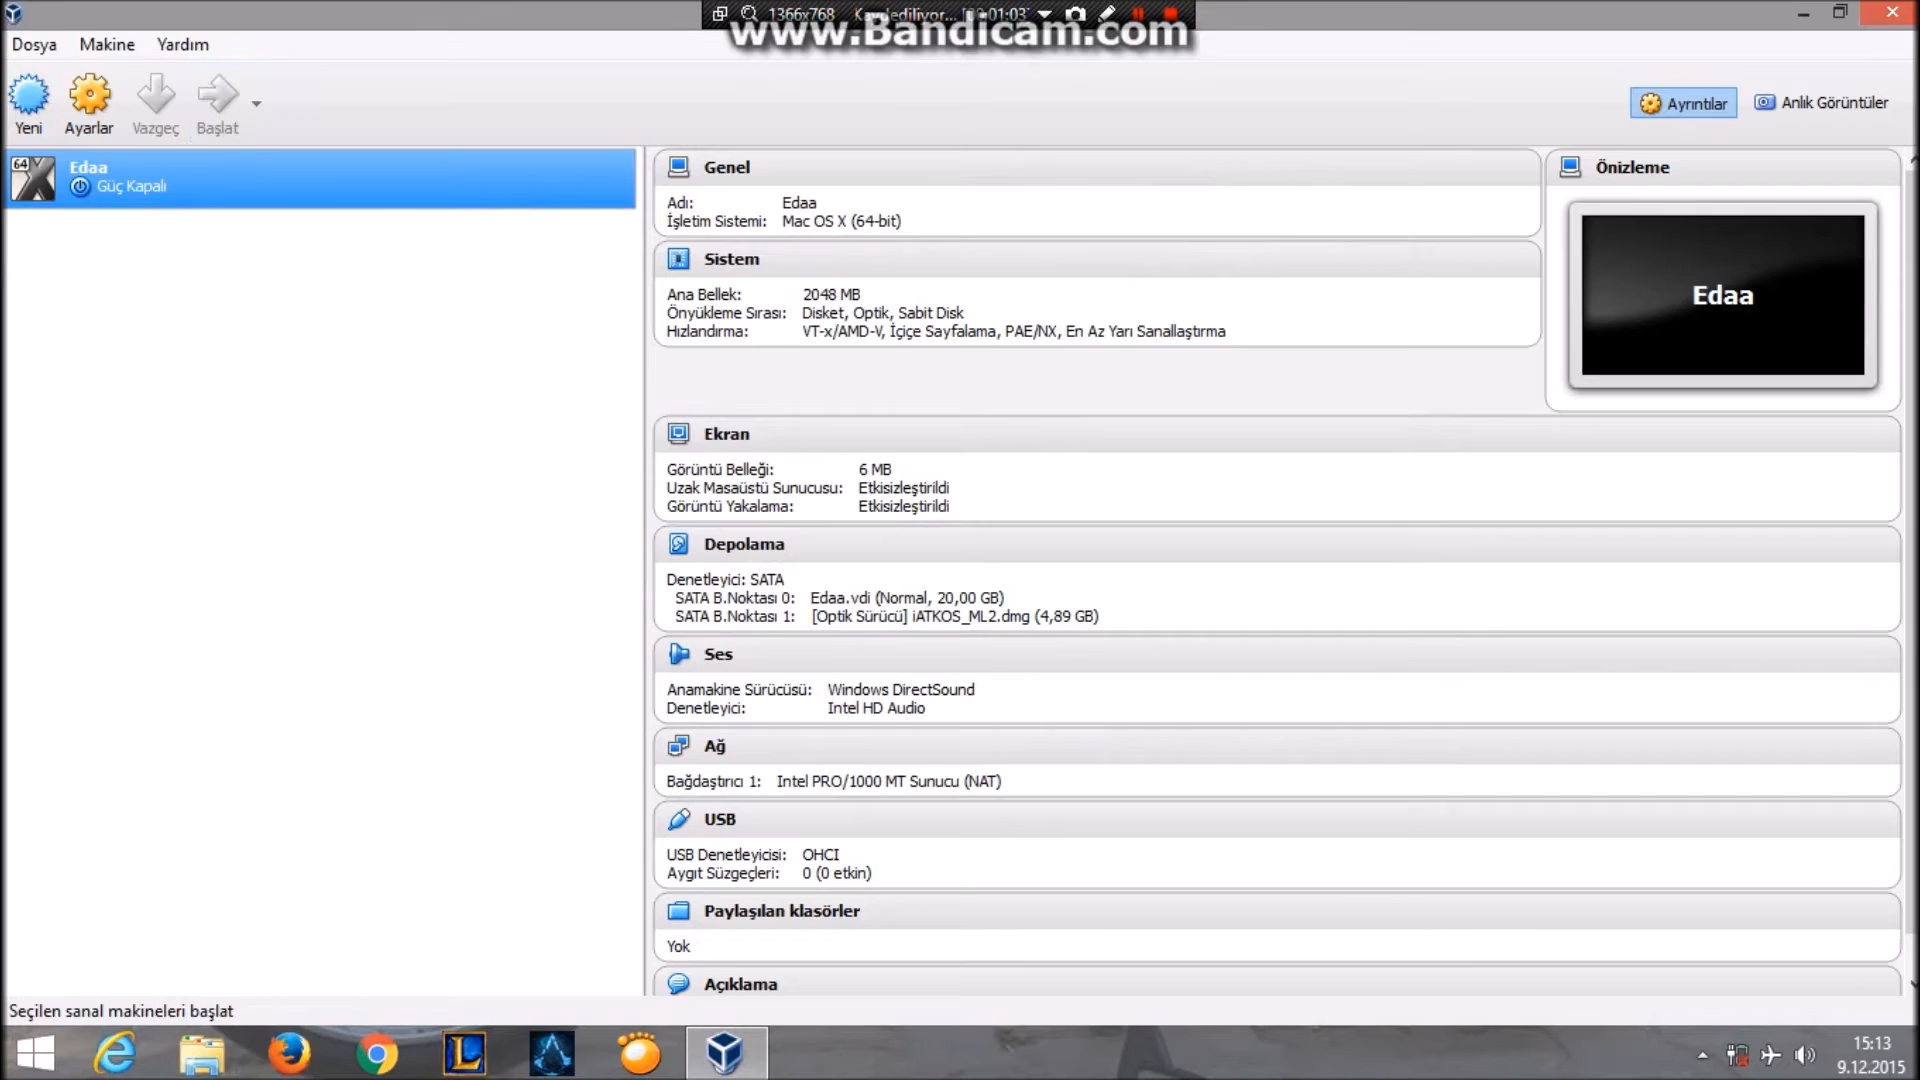 1366x768
www.Bandicam.com
Dosya Makine Yardım
Yeni Ayarlar Vazgeç Başlat
Ayrıntılar Anlık Görüntüler
64
Edaa
Güç Kapalı
Genel
Adı: Edaa
İşletim Sistemi: Mac OS X (64-bit)
Sistem
Ana Bellek: 2048 MB
Önyükleme Sırası: Disket, Optik, Sabit Disk
Hızlandırma: VT-x/AMD-V, İçiçe Sayfalama, PAE/NX, En Az Yarı Sanallaştırma
Önizleme
Edaa
Ekran
Görüntü Belleği: 6 MB
Uzak Masaüstü Sunucusu: Etkisizleştirildi
Görüntü Yakalama: Etkisizleştirildi
Depolama
Denetleyici: SATA
SATA B.Noktası 0: Edaa.vdi (Normal, 20,00 GB)
SATA B.Noktası 1: [Optik Sürücü] iATKOS_ML2.dmg (4,89 GB)
Ses
Anamakine Sürücüsü: Windows DirectSound
Denetleyici: Intel HD Audio
Ağ
Bağdaştırıcı 1: Intel PRO/1000 MT Sunucu (NAT)
USB
USB Denetleyicisi: OHCI
Aygıt Süzgeçleri: 0 (0 etkin)
Paylaşılan klasörler
Yok
Açıklama
Seçilen sanal makineleri başlat
15:13
9.12.2015